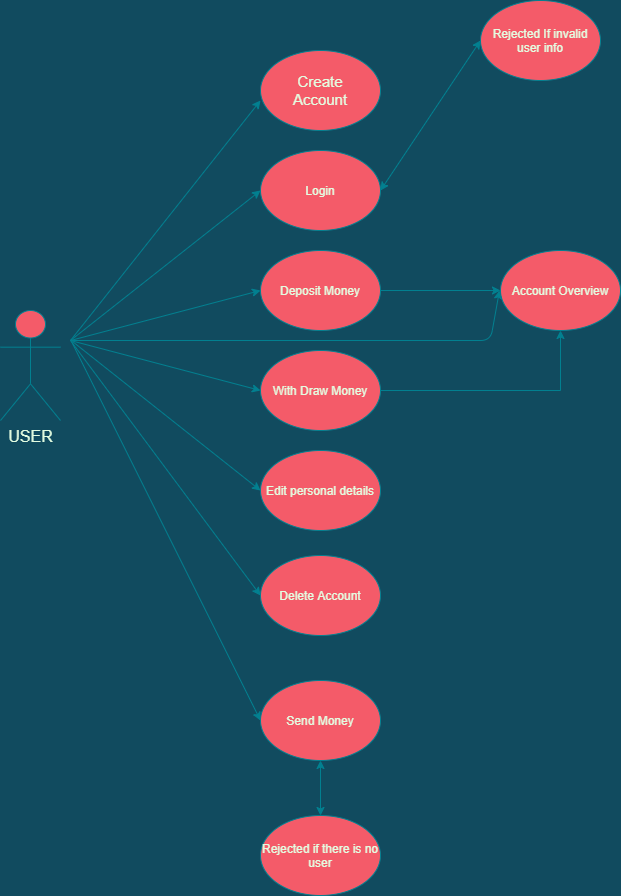 Rejected If invalid
user info
Create
Account
Login
Deposit Money
Account Overview
With Draw Money
USER
Edit personal details
Delete Account
Send Money
Rejected if there is no
user